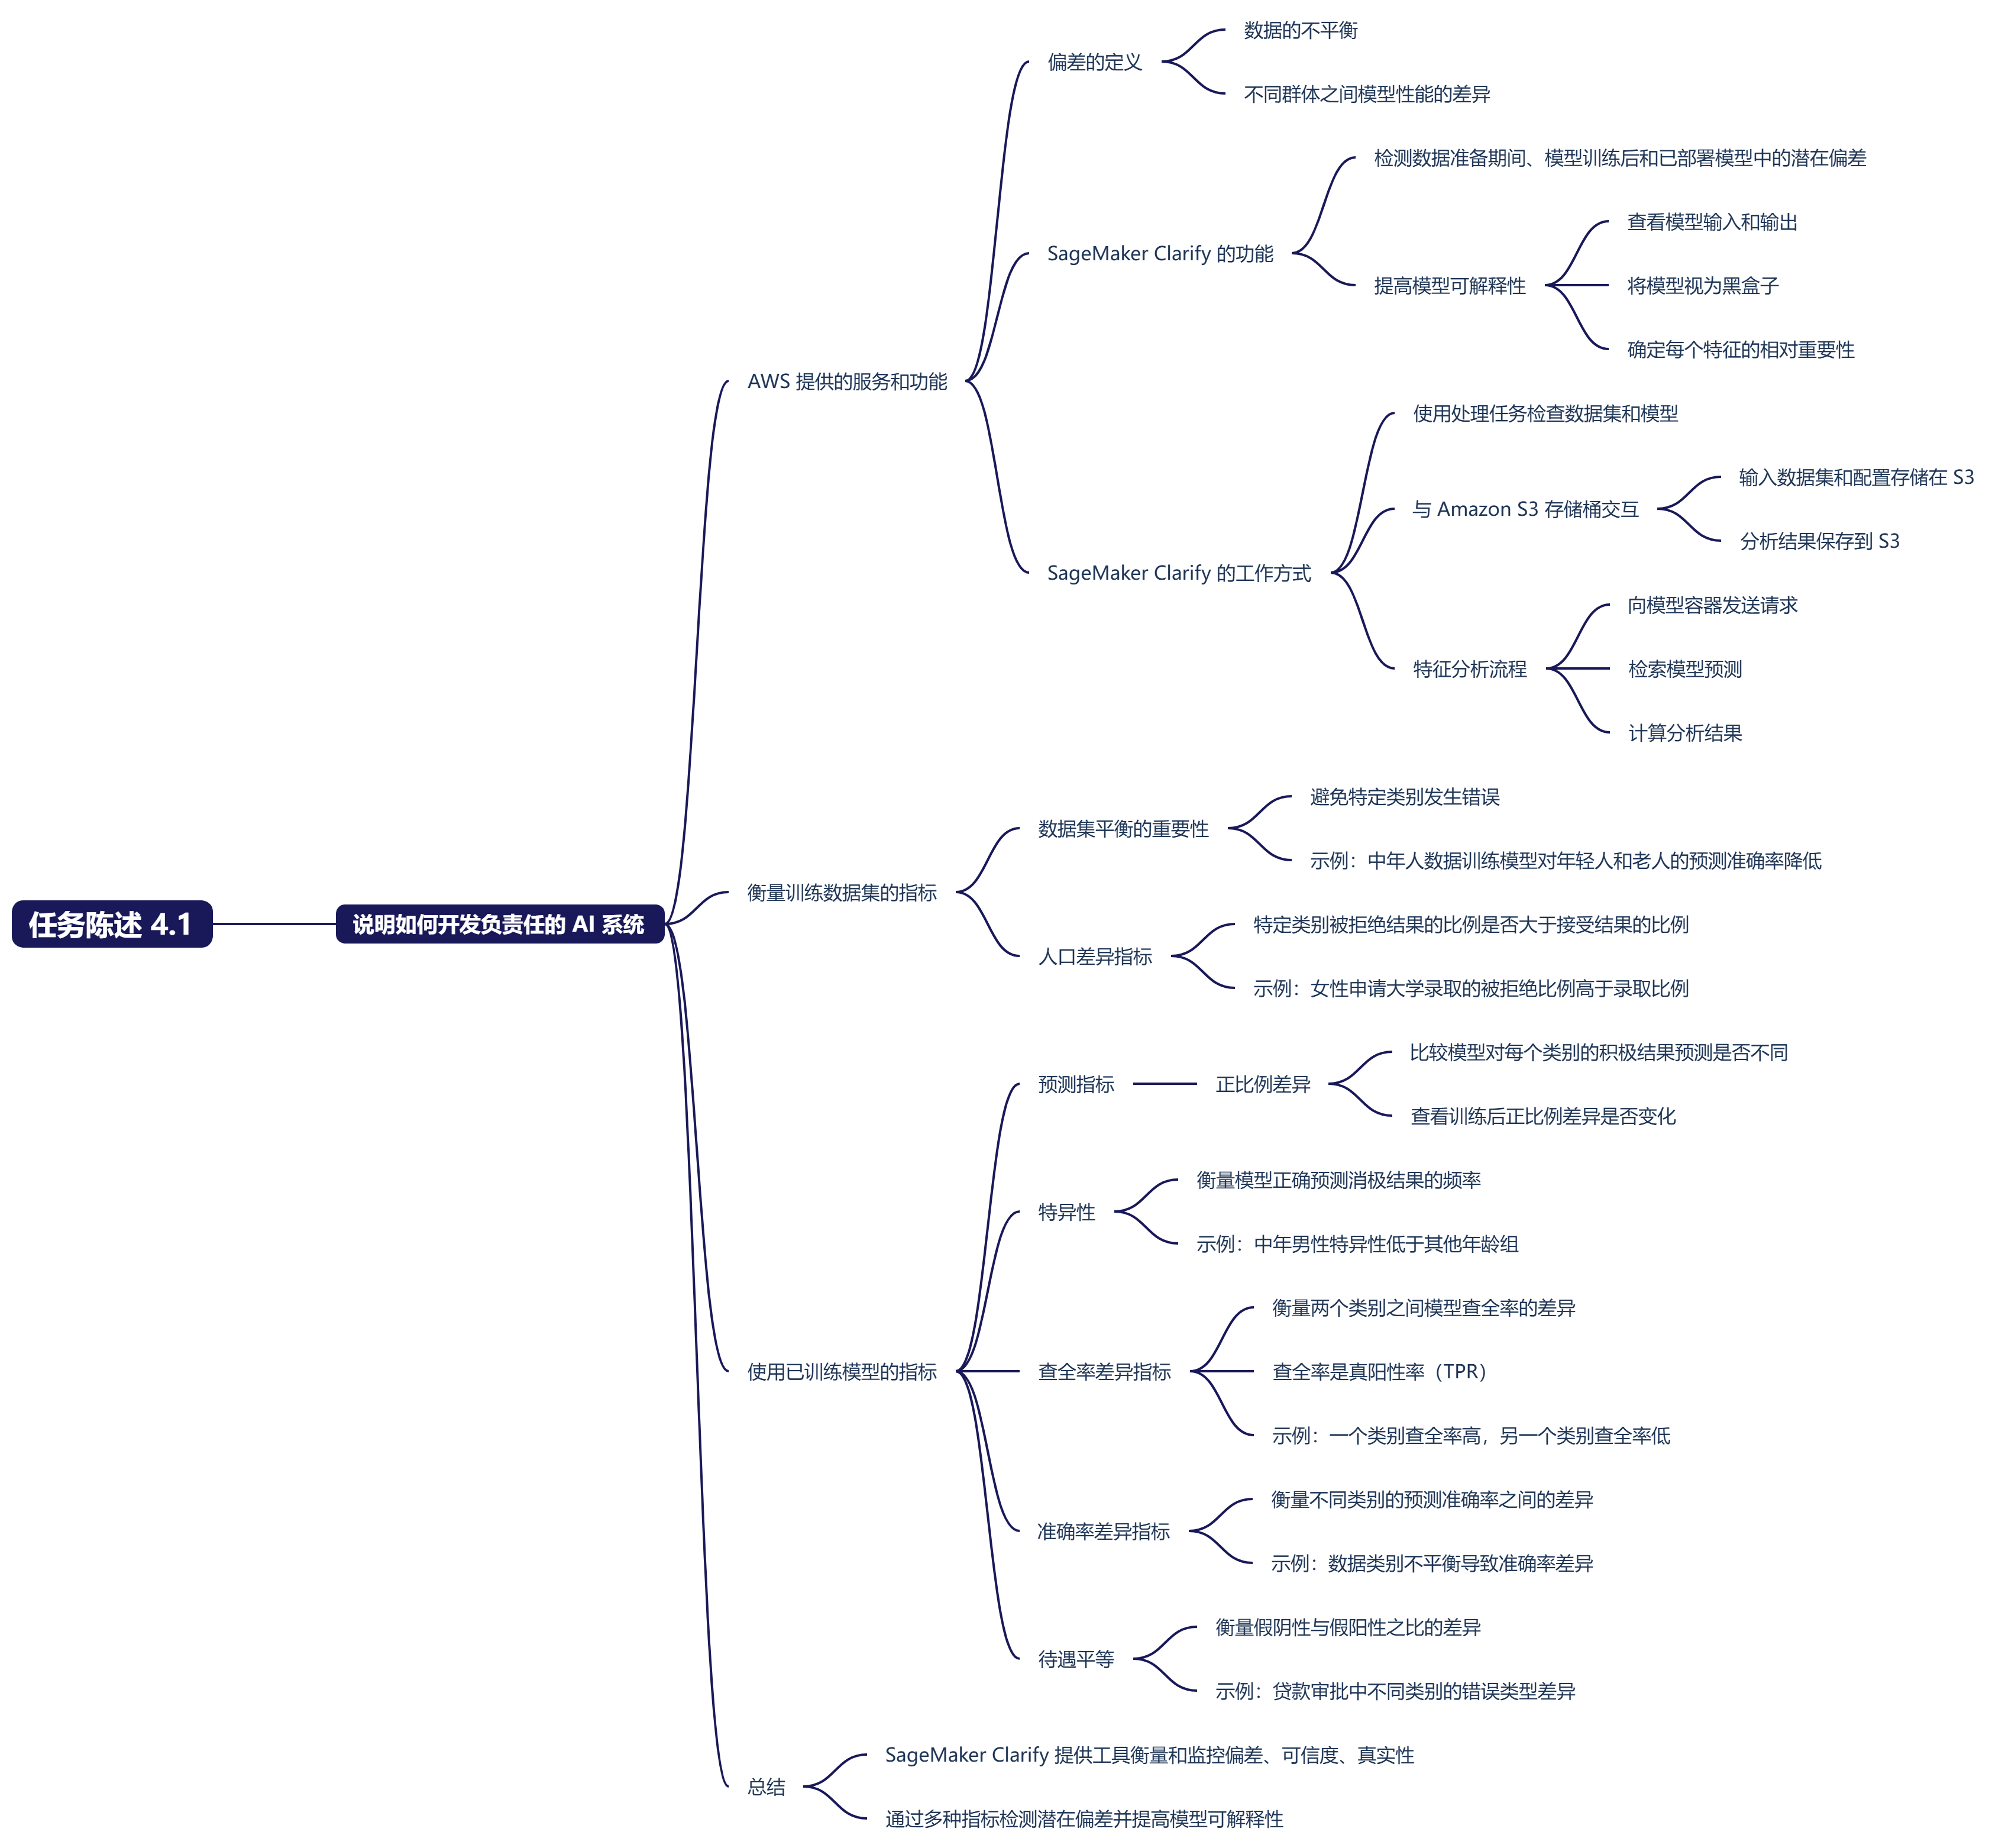 任务陈述 4.1
说明如何开发负责任的 AI 系统
AWS 提供的服务和功能
偏差的定义
数据的不平衡
不同群体之间模型性能的差异
SageMaker Clarify 的功能
检测数据准备期间、模型训练后和已部署模型中的潜在偏差
提高模型可解释性
查看模型输入和输出
将模型视为黑盒子
确定每个特征的相对重要性
SageMaker Clarify 的工作方式
使用处理任务检查数据集和模型
与 Amazon S3 存储桶交互
输入数据集和配置存储在 S3
分析结果保存到 S3
特征分析流程
向模型容器发送请求
检索模型预测
计算分析结果
衡量训练数据集的指标
数据集平衡的重要性
避免特定类别发生错误
示例：中年人数据训练模型对年轻人和老人的预测准确率降低
人口差异指标
特定类别被拒绝结果的比例是否大于接受结果的比例
示例：女性申请大学录取的被拒绝比例高于录取比例
使用已训练模型的指标
预测指标
正比例差异
比较模型对每个类别的积极结果预测是否不同
查看训练后正比例差异是否变化
特异性
衡量模型正确预测消极结果的频率
示例：中年男性特异性低于其他年龄组
查全率差异指标
衡量两个类别之间模型查全率的差异
查全率是真阳性率（TPR）
示例：一个类别查全率高，另一个类别查全率低
准确率差异指标
衡量不同类别的预测准确率之间的差异
示例：数据类别不平衡导致准确率差异
待遇平等
衡量假阴性与假阳性之比的差异
示例：贷款审批中不同类别的错误类型差异
总结
SageMaker Clarify 提供工具衡量和监控偏差、可信度、真实性
通过多种指标检测潜在偏差并提高模型可解释性